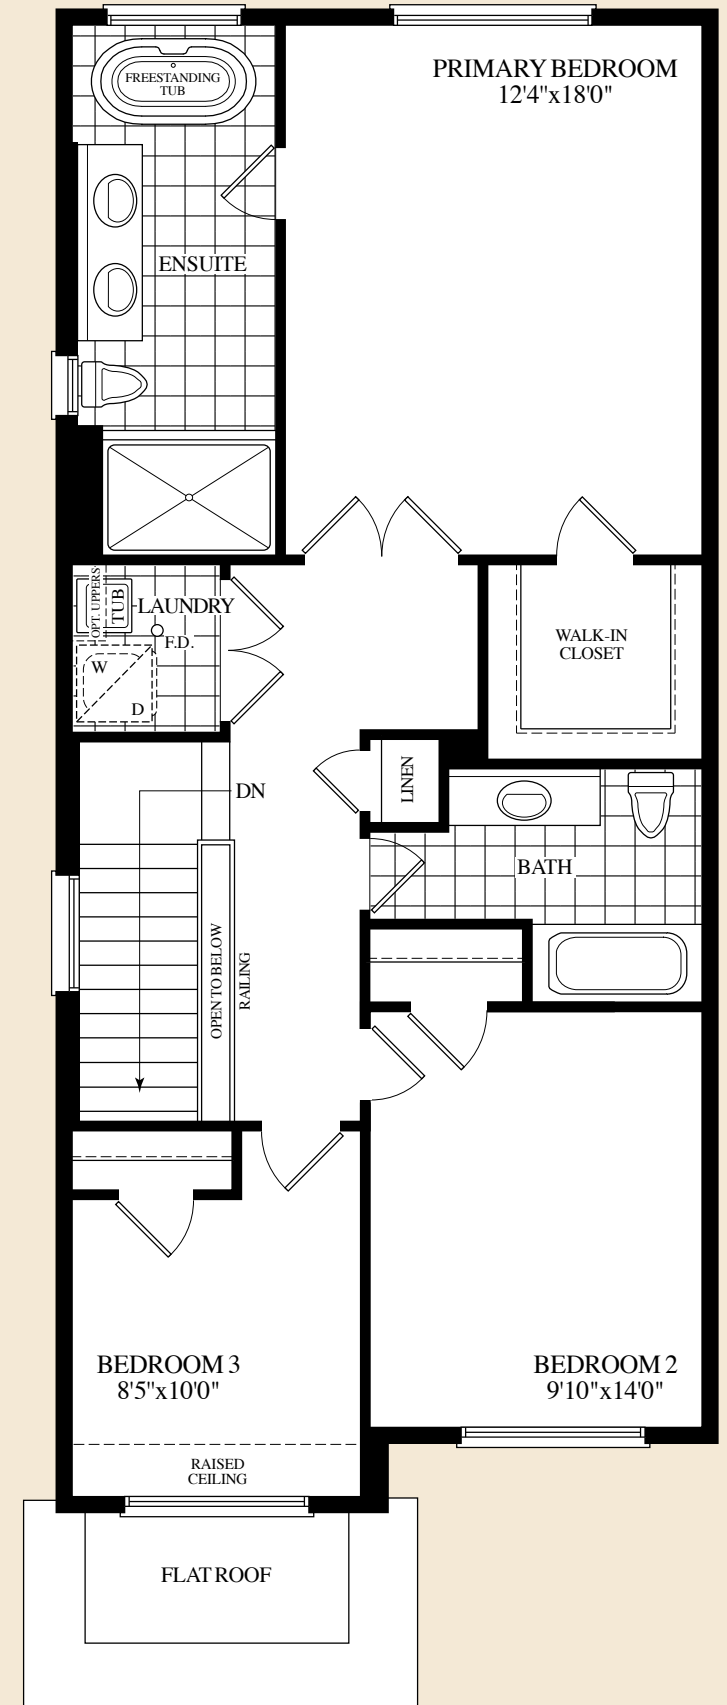 PRIMARY BEDROOM
12'4"x18'0"
FREESTANDING
TUB
ENSUITE
OPT. UPPERS
TUB
LAUNDRY
F.D.
W
D
WALK-IN
CLOSET
LINEN
DN
BATH
OPEN TO BELOW
RAILING
BEDROOM 3
8'5"x10'0"
BEDROOM 2
9'10"x14'0"
RAISED
CEILING
FLAT ROOF